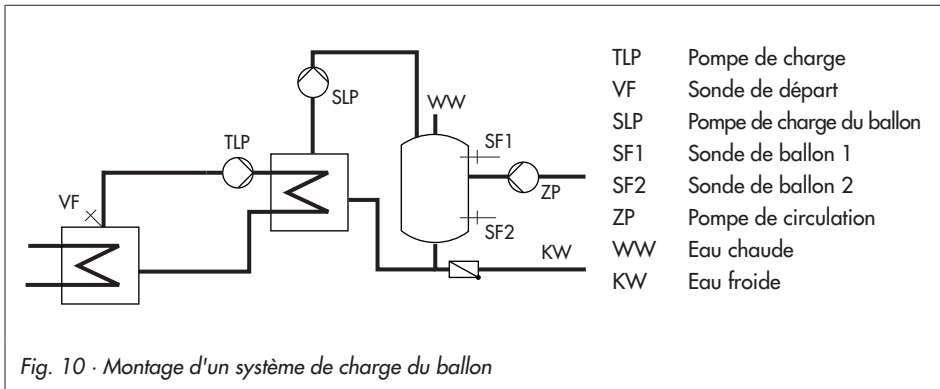 SLP
WW
TLP
SF1
ZP
VF
SF2
KW
TLP Pompe de charge
VF Sonde de départ
SLP Pompe de charge du ballon
SF1 Sonde de ballon 1
SF2 Sonde de ballon 2
ZP Pompe de circulation
WW Eau chaude
KW Eau froide
Fig. 10 · Montage d'un système de charge du ballon